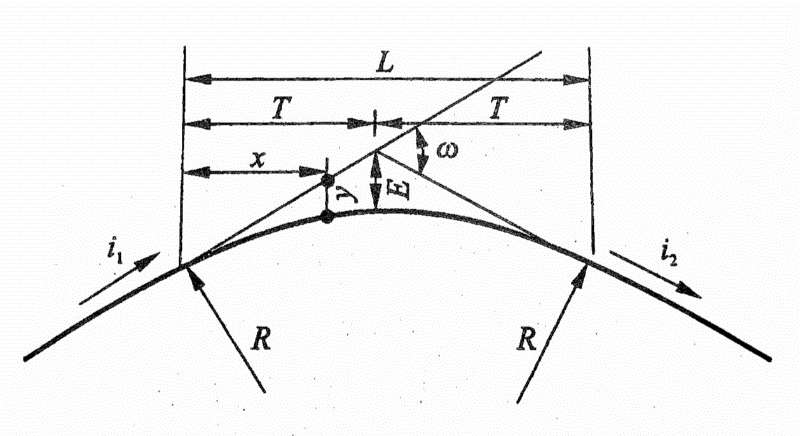 L
T T
x ω
y E
i₁ i₂
R R